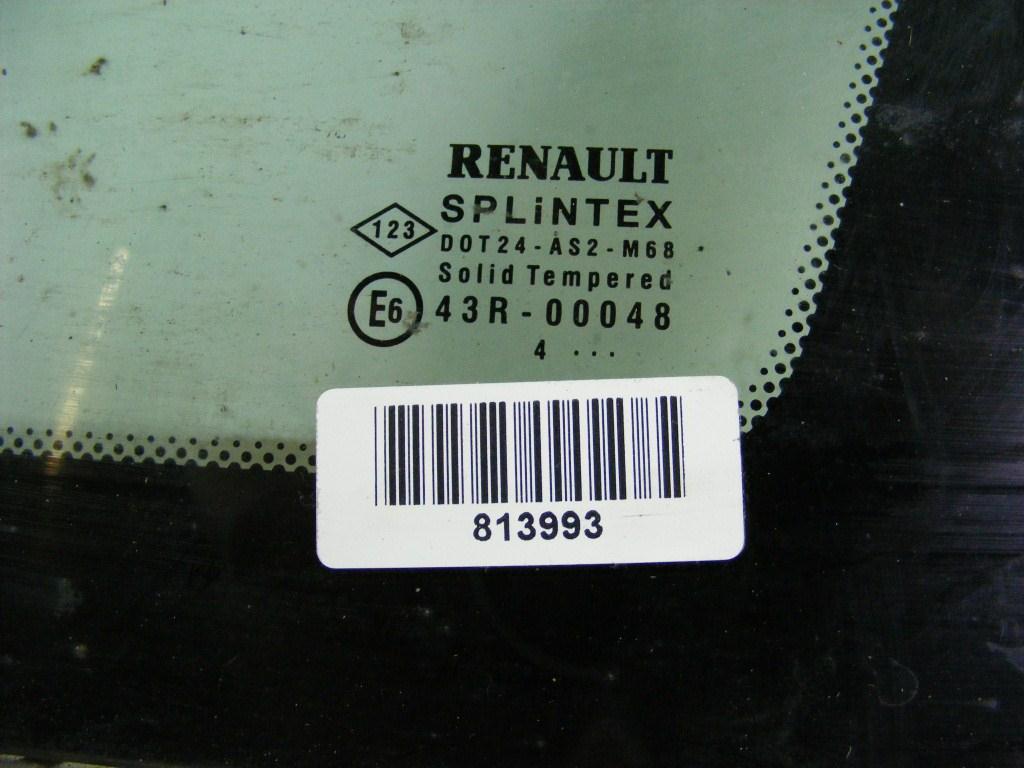 RENAULT
SPLiNTEX
123
DOT24-AS2-M68
Solid Tempered
E6 43R-00048
4 ...
813993